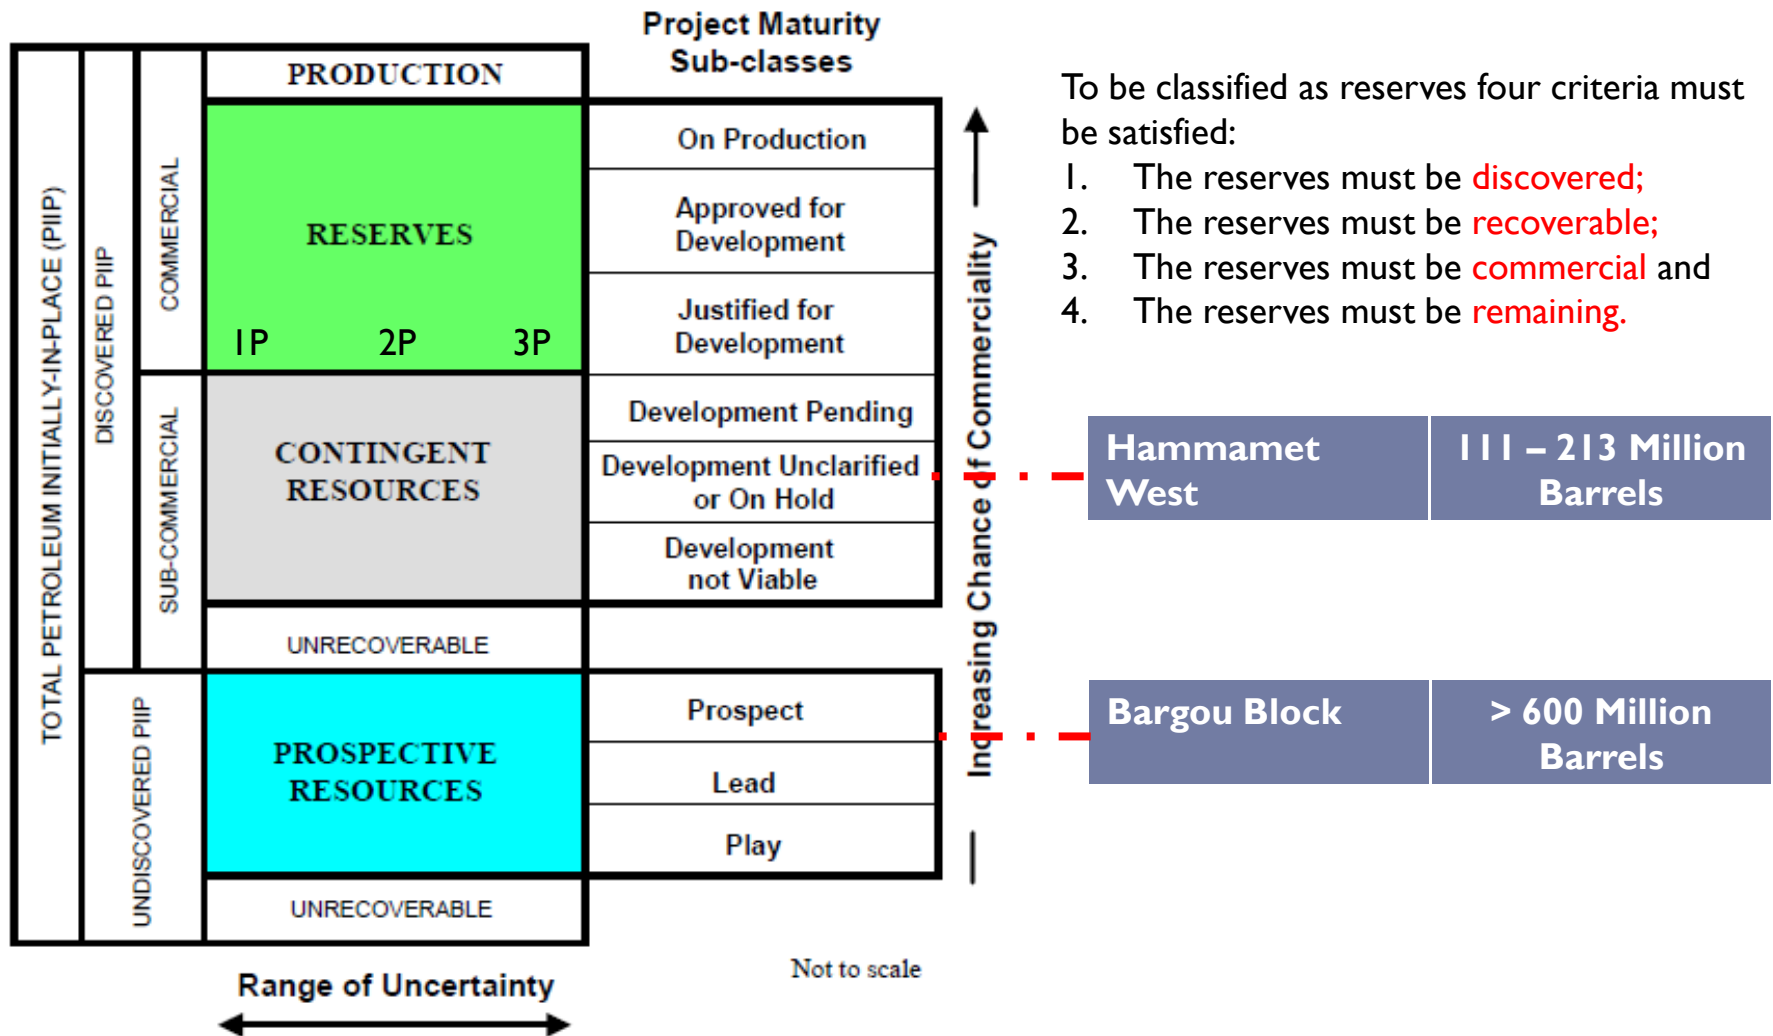 Project Maturity
Sub-classes
PRODUCTION
TOTAL PETROLEUM INITIALLY-IN-PLACE (PIIP)
DISCOVERED PIIP
COMMERCIAL
RESERVES
1P 2P 3P
On Production
Approved for
Development
Justified for
Development
SUB-COMMERCIAL
CONTINGENT
RESOURCES
Development Pending
Development Unclarified
or On Hold
Development
not Viable
UNRECOVERABLE
UNDISCOVERED PIIP
PROSPECTIVE
RESOURCES
Prospect
Lead
Play
UNRECOVERABLE
Increasing Chance of Commerciality
Range of Uncertainty
Not to scale
To be classified as reserves four criteria must
be satisfied:
1. The reserves must be discovered;
2. The reserves must be recoverable;
3. The reserves must be commercial and
4. The reserves must be remaining.
Hammamet
West
111 – 213 Million
Barrels
Bargou Block
> 600 Million
Barrels